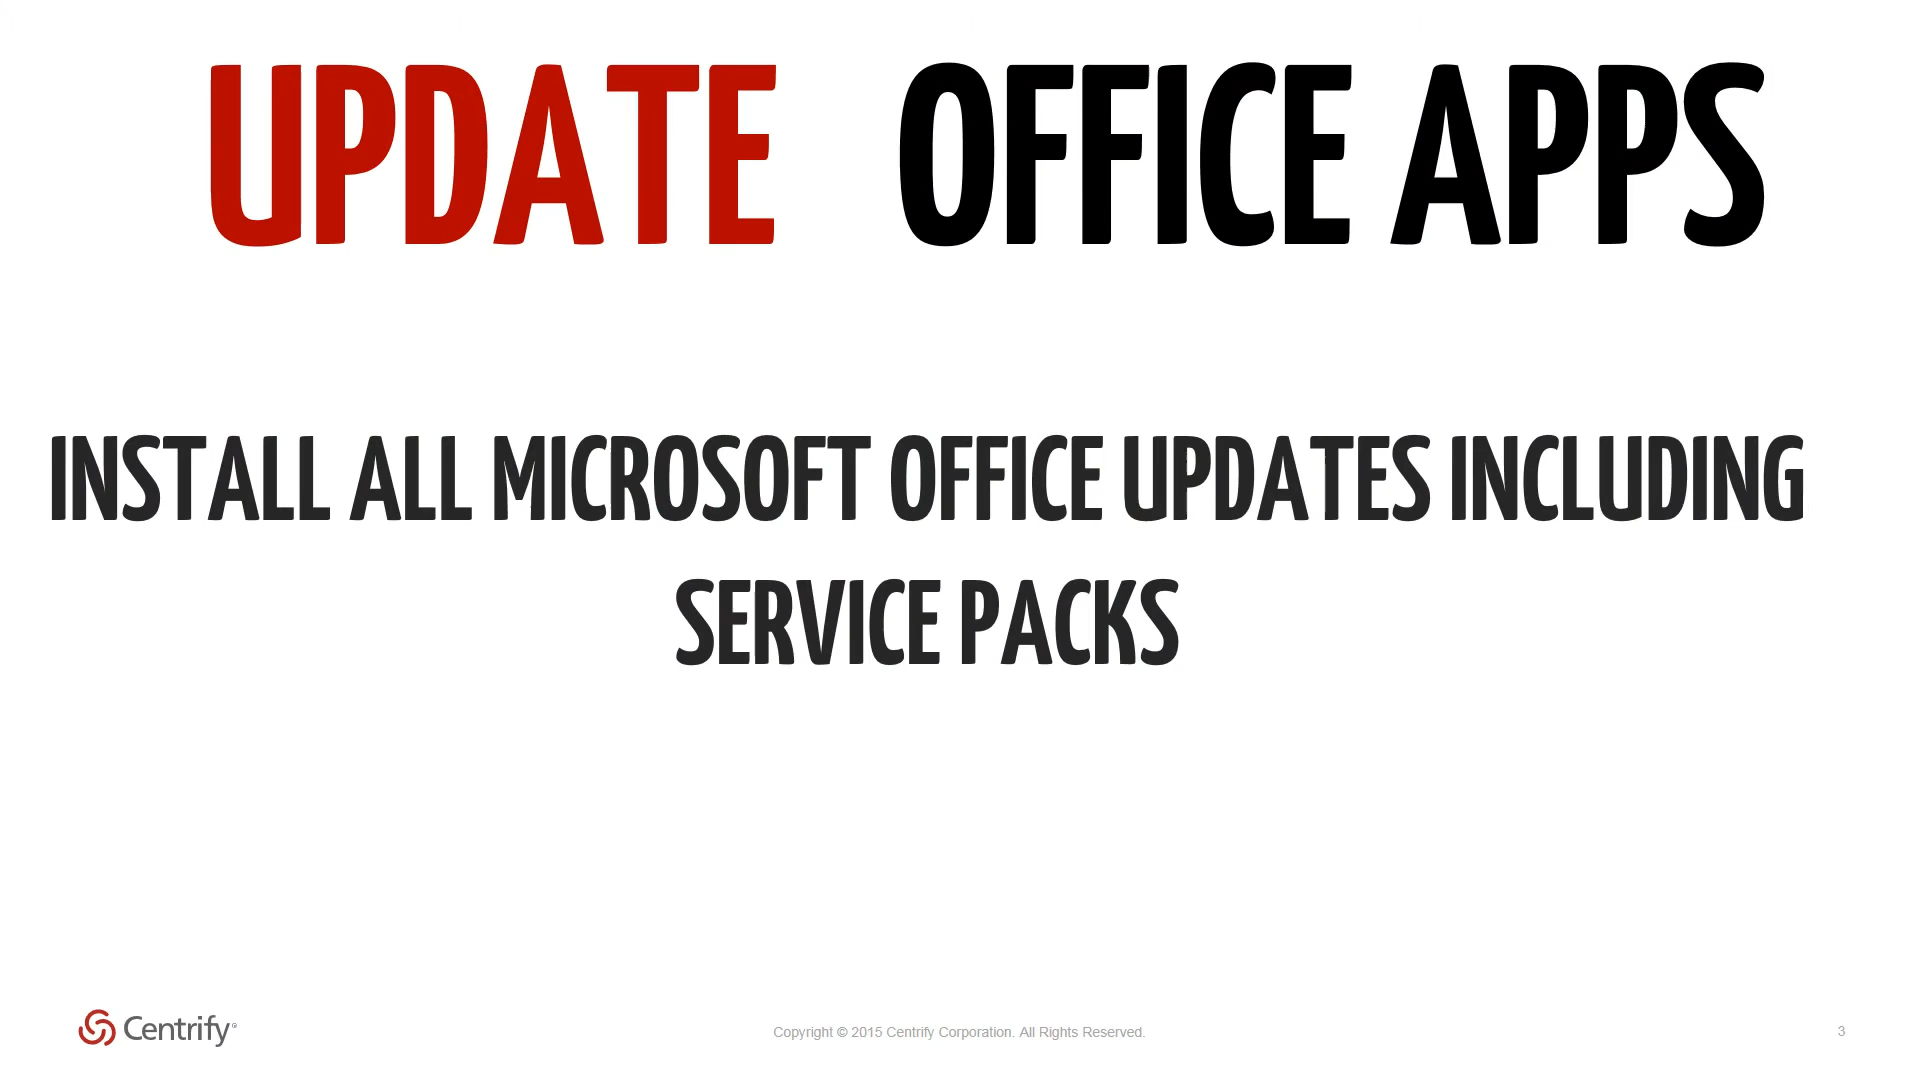 UPDATE OFFICE APPS
INSTALL ALL MICROSOFT OFFICE UPDATES INCLUDING
SERVICE PACKS
Centrify®
Copyright © 2015 Centrify Corporation. All Rights Reserved.
3